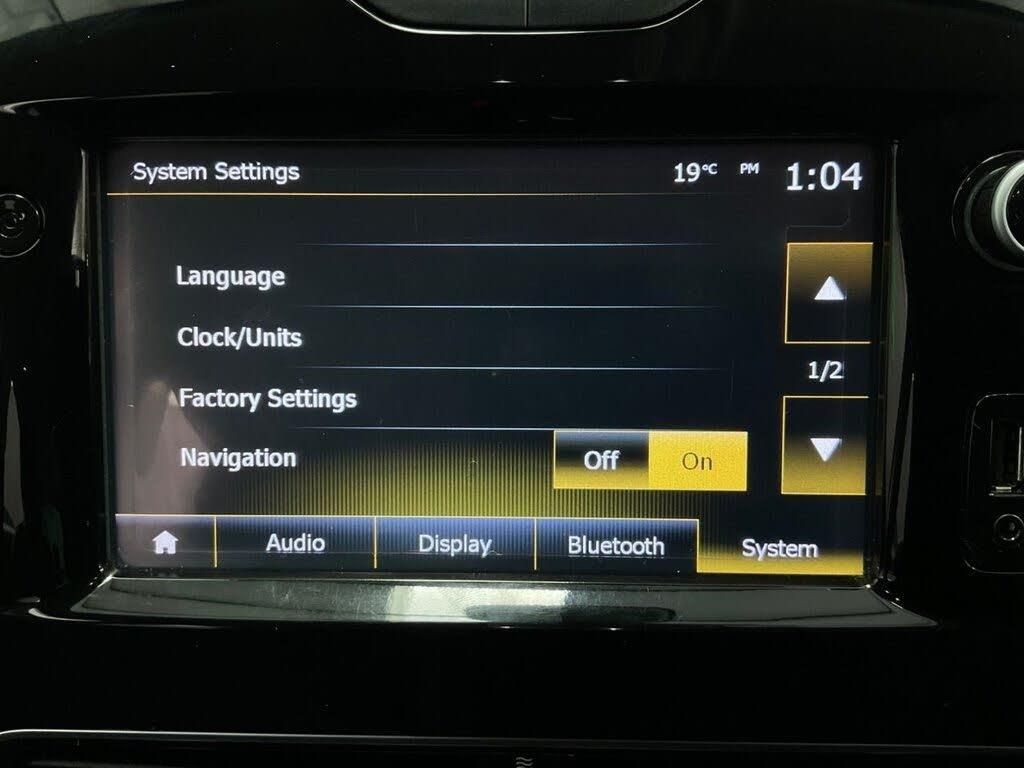 System Settings 19°C PM 1:04
Language
Clock/Units
1/2
Factory Settings
Navigation Off On
Audio Display Bluetooth System